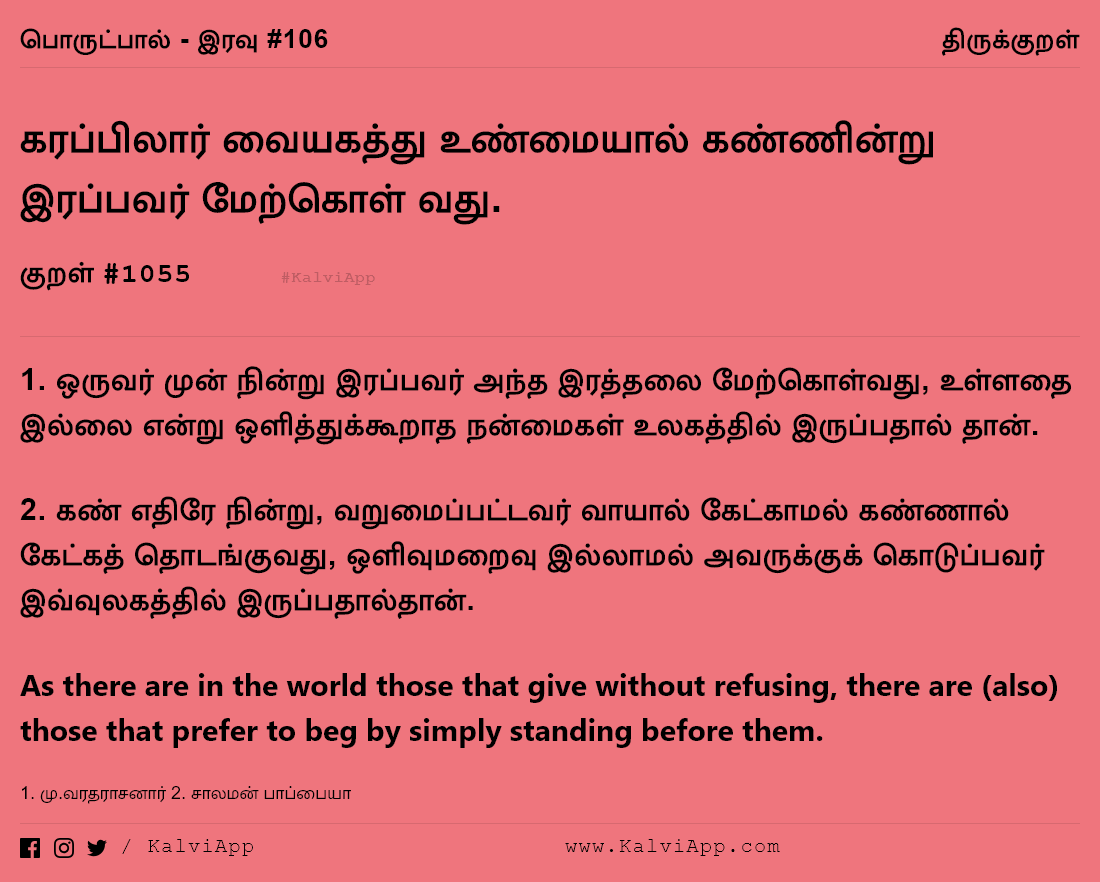 பொருட்பால் - இரவு #106 திருக்குறள்
கரப்பிலார் வையகத்து உண்மையால் கண்ணின்று
இரப்பவர் மேற்கொள் வது.
குறள் #1055 #KalviApp
1. ஒருவர் முன் நின்று இரப்பவர் அந்த இரத்தலை மேற்கொள்வது, உள்ளதை
இல்லை என்று ஒளித்துக்கூறாத நன்மைகள் உலகத்தில் இருப்பதால் தான்.
2. கண் எதிரே நின்று, வறுமைப்பட்டவர் வாயால் கேட்காமல் கண்ணால்
கேட்கத் தொடங்குவது, ஒளிவுமறைவு இல்லாமல் அவருக்குக் கொடுப்பவர்
இவ்வுலகத்தில் இருப்பதால்தான்.
As there are in the world those that give without refusing, there are (also)
those that prefer to beg by simply standing before them.
1. மு.வரதராசனார் 2. சாலமன் பாப்பையா
/ KalviApp www.KalviApp.com